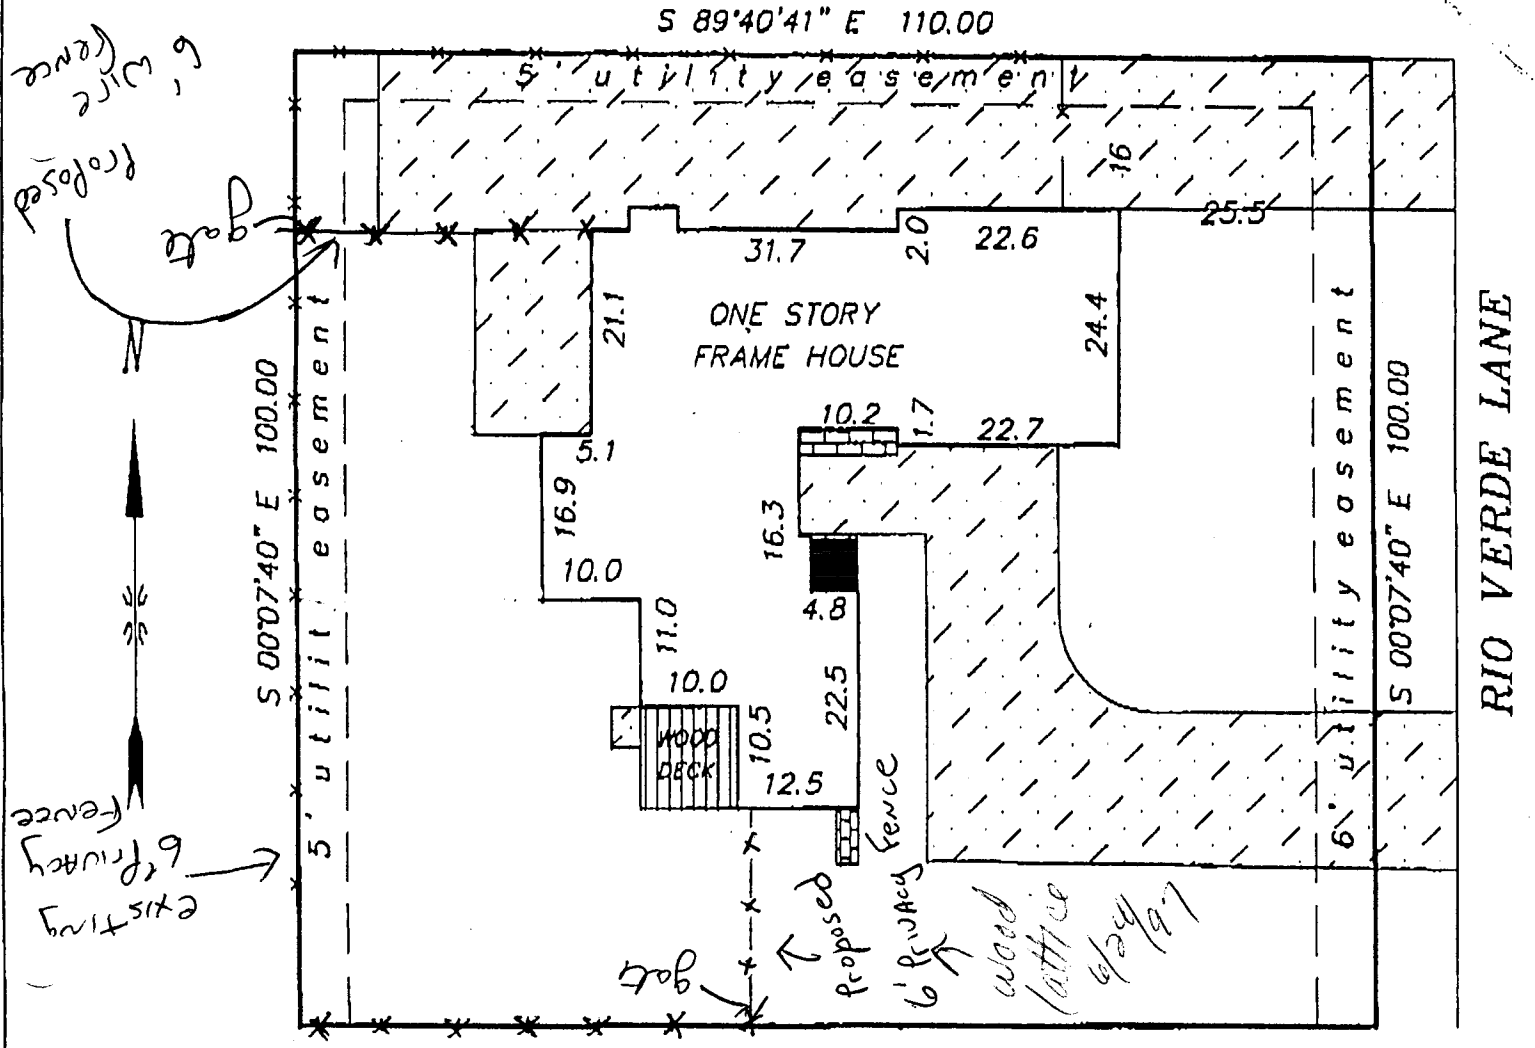 S 89°40'41" E 110.00
5' utility easement
6' wire
fence
Proposed
gate
16
25.5
31.7
2.0
22.6
21.1
ONE STORY
FRAME HOUSE
24.4
10.2
1.7
22.7
5.1
16.9
16.3
10.0
4.8
11.0
10.0
22.5
WOOD
DECK
10.5
12.5
N
S 00°07'40" E 100.00
5' utilit easement
6' utility easement
S 00°07'40" E 100.00
RIO VERDE LANE
existing
6' Privacy
Fence
gate
Proposed
6' Privacy
Fence
wood
lattice
6/24/97